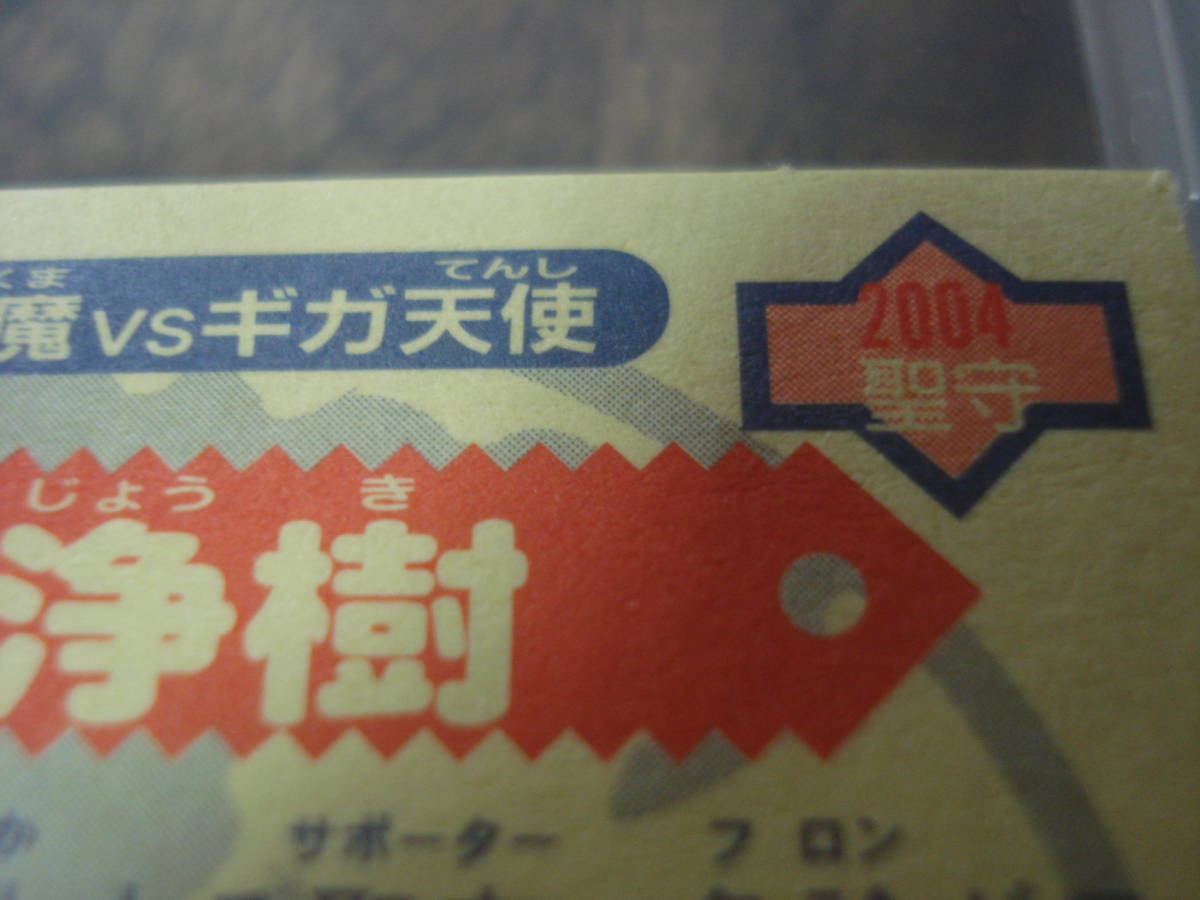 くま てんし
魔VSギガ天使
2004
聖守
じょう き
浄樹
か サポーター フロン